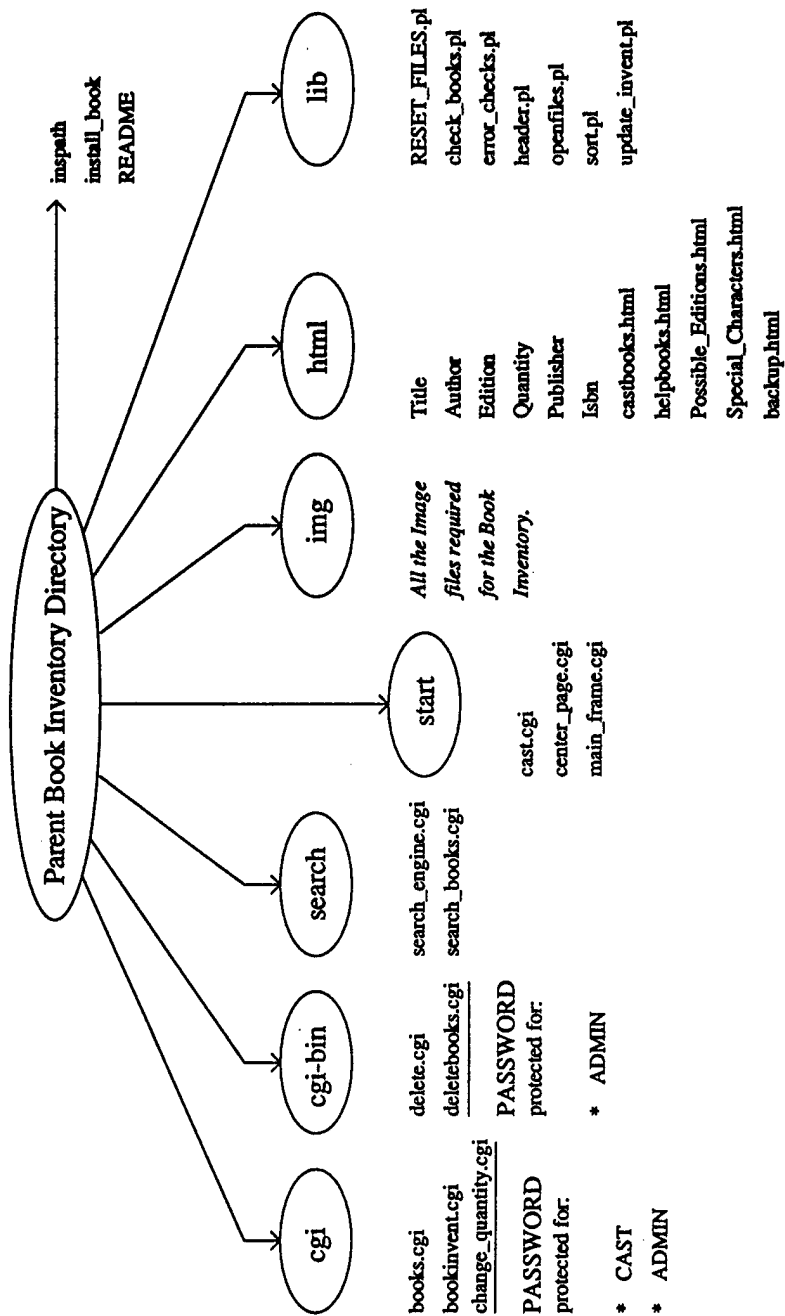 Parent Book Inventory Directory
inspath
install_book
README
cgi
books.cgi
bookinvent.cgi
change_quantity.cgi
PASSWORD
protected for:
* CAST
* ADMIN
cgi-bin
delete.cgi
deletebooks.cgi
PASSWORD
protected for:
* ADMIN
search
search_engine.cgi
search_books.cgi
start
cast.cgi
center_page.cgi
main_frame.cgi
img
All the Image
files required
for the Book
Inventory.
html
Title
Author
Edition
Quantity
Publisher
Isbn
castbooks.html
helpbooks.html
Possible_Editions.html
Special_Characters.html
backup.html
lib
RESET_FILES.pl
check_books.pl
error_checks.pl
header.pl
openfiles.pl
sort.pl
update_invent.pl